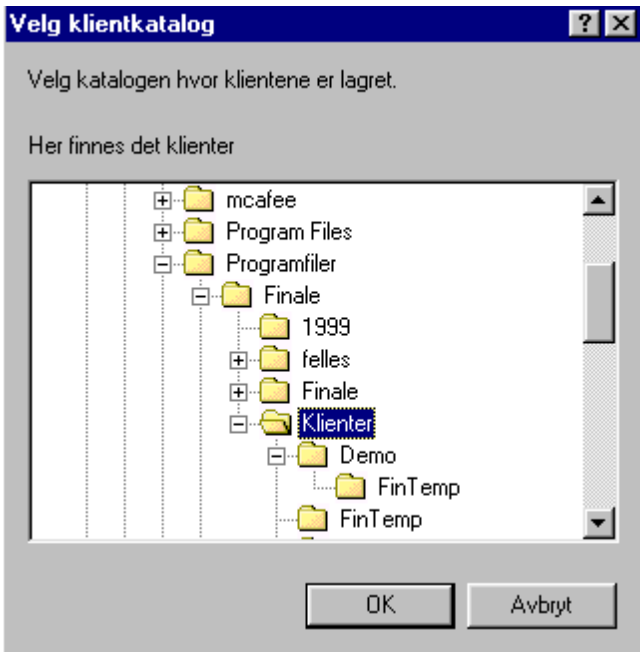 Velg klientkatalog
Velg katalogen hvor klientene er lagret.
Her finnes det klienter
mcafee
Program Files
Programfiler
Finale
1999
felles
Finale
Klienter
Demo
FinTemp
FinTemp
OK Avbryt